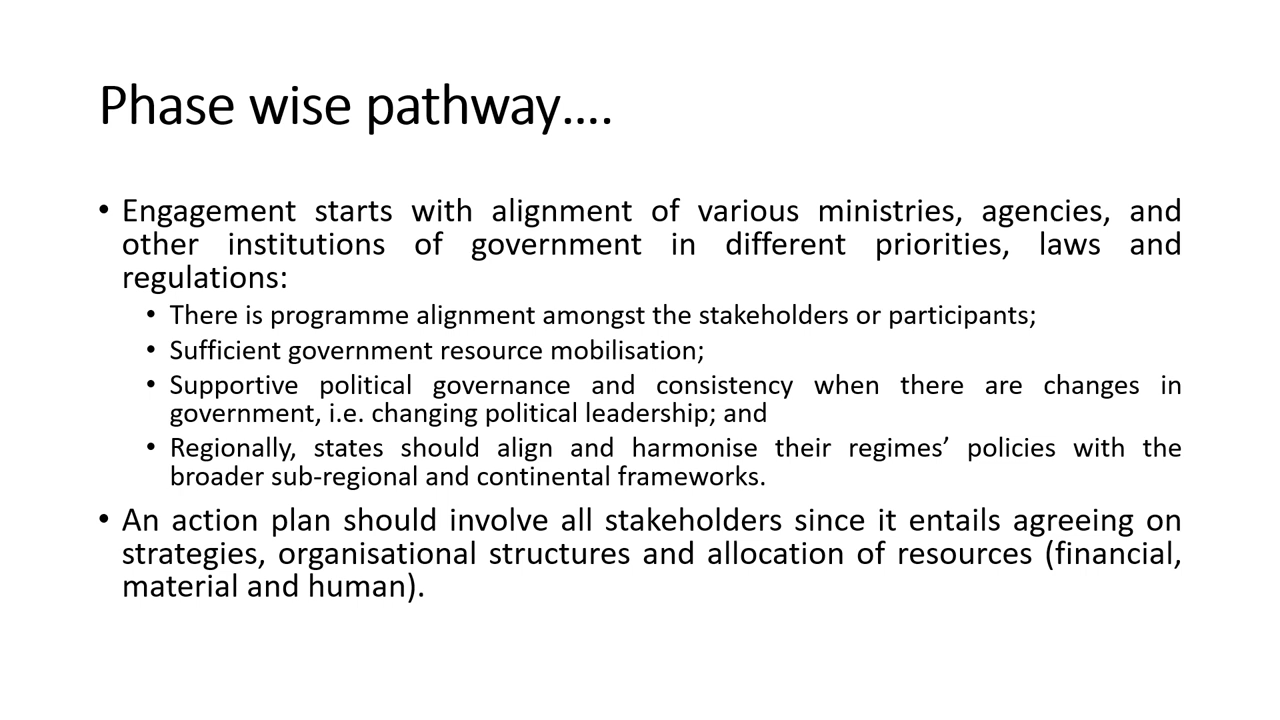 Phase wise pathway....
• Engagement starts with alignment of various ministries, agencies, and
other institutions of government in different priorities, laws and
regulations:
• There is programme alignment amongst the stakeholders or participants;
• Sufficient government resource mobilisation;
• Supportive political governance and consistency when there are changes in
government, i.e. changing political leadership; and
• Regionally, states should align and harmonise their regimes’ policies with the
broader sub-regional and continental frameworks.
• An action plan should involve all stakeholders since it entails agreeing on
strategies, organisational structures and allocation of resources (financial,
material and human).